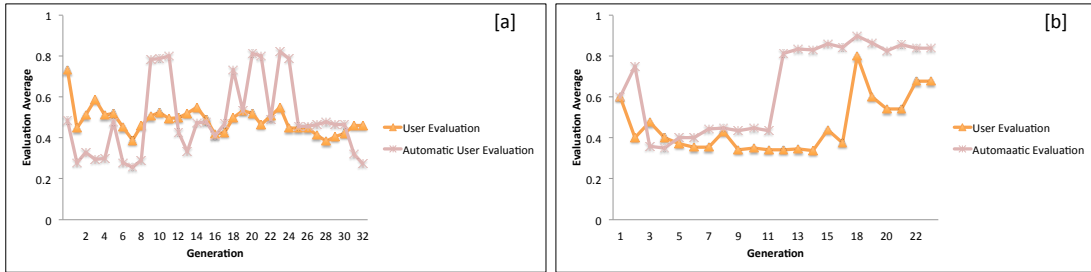 [a]
1
0.8
0.6
0.4
0.2
0
Evaluation Average
2 4 6 8 10 12 14 16 18 20 22 24 26 28 30 32
Generation
User Evaluation
Automatic User Evaluation
[b]
1
0.8
0.6
0.4
0.2
0
Evaluation Average
1 3 5 7 9 11 13 15 18 20 22
Generation
User Evaluation
Automaatic Evaluation